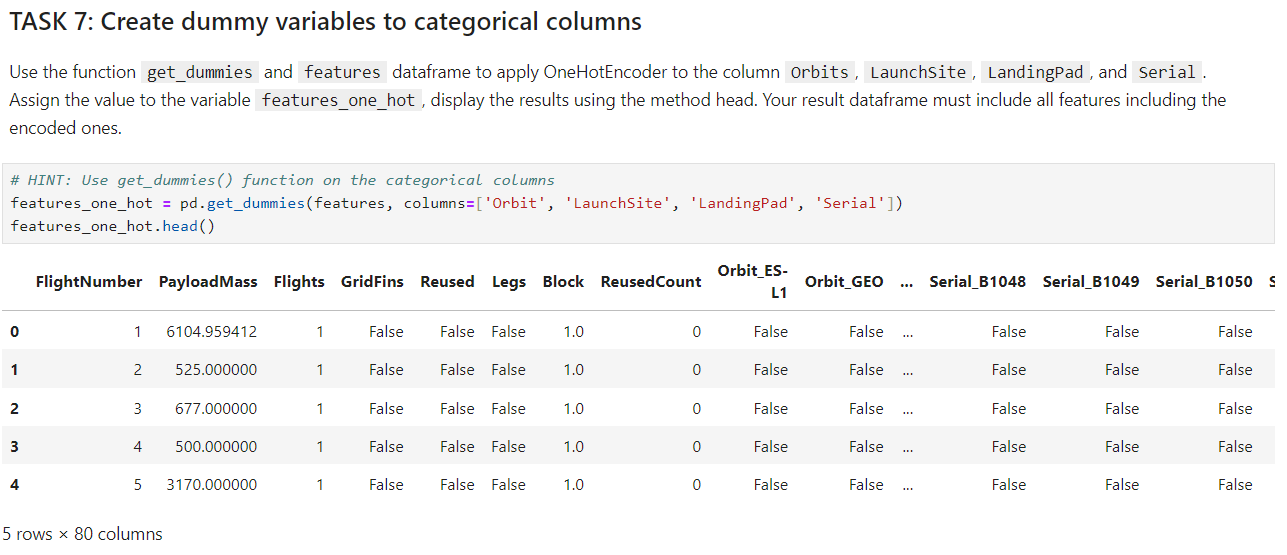 TASK 7: Create dummy variables to categorical columns
Use the function get_dummies and features dataframe to apply OneHotEncoder to the column Orbits , LaunchSite , LandingPad , and Serial .
Assign the value to the variable features_one_hot , display the results using the method head. Your result dataframe must include all features including the
encoded ones.
# HINT: Use get_dummies() function on the categorical columns
features_one_hot = pd.get_dummies(features, columns=['Orbit', 'LaunchSite', 'LandingPad', 'Serial'])
features_one_hot.head()
FlightNumber PayloadMass Flights GridFins Reused Legs Block ReusedCount Orbit_ES-
L1 Orbit_GEO ... Serial_B1048 Serial_B1049 Serial_B1050 S
0 1 6104.959412 1 False False False 1.0 0 False False ... False False False
1 2 525.000000 1 False False False 1.0 0 False False ... False False False
2 3 677.000000 1 False False False 1.0 0 False False ... False False False
3 4 500.000000 1 False False False 1.0 0 False False ... False False False
4 5 3170.000000 1 False False False 1.0 0 False False ... False False False
5 rows × 80 columns